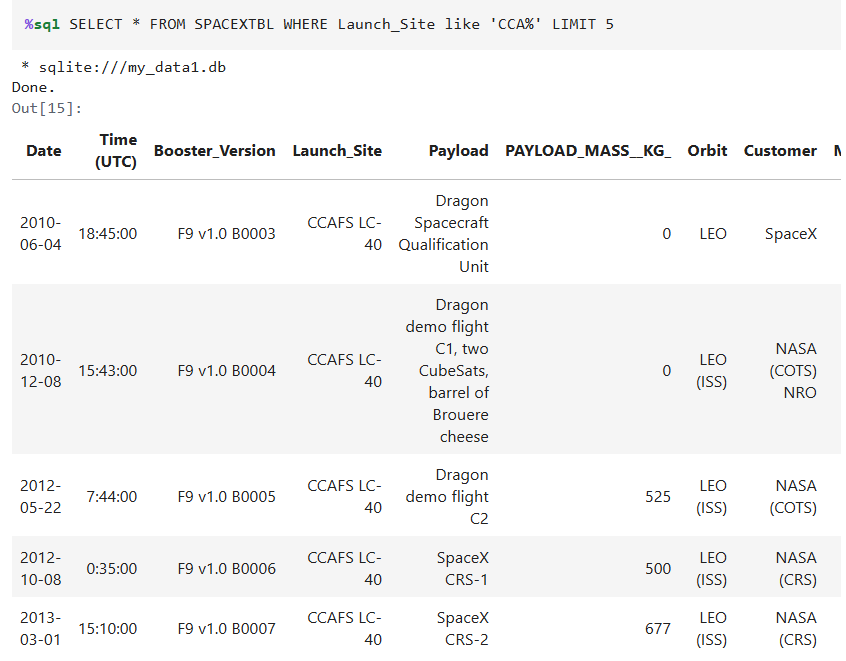 %sql SELECT * FROM SPACEXTBL WHERE Launch_Site like 'CCA%' LIMIT 5
* sqlite:///my_data1.db
Done.
Out[15]:
Date Time (UTC) Booster_Version Launch_Site Payload PAYLOAD_MASS__KG_ Orbit Customer M
2010-06-04 18:45:00 F9 v1.0 B0003 CCAFS LC-40 Dragon Spacecraft Qualification Unit 0 LEO SpaceX
2010-12-08 15:43:00 F9 v1.0 B0004 CCAFS LC-40 Dragon demo flight C1, two CubeSats, barrel of Brouere cheese 0 LEO (ISS) NASA (COTS) NRO
2012-05-22 7:44:00 F9 v1.0 B0005 CCAFS LC-40 Dragon demo flight C2 525 LEO (ISS) NASA (COTS)
2012-10-08 0:35:00 F9 v1.0 B0006 CCAFS LC-40 SpaceX CRS-1 500 LEO (ISS) NASA (CRS)
2013-03-01 15:10:00 F9 v1.0 B0007 CCAFS LC-40 SpaceX CRS-2 677 LEO (ISS) NASA (CRS)